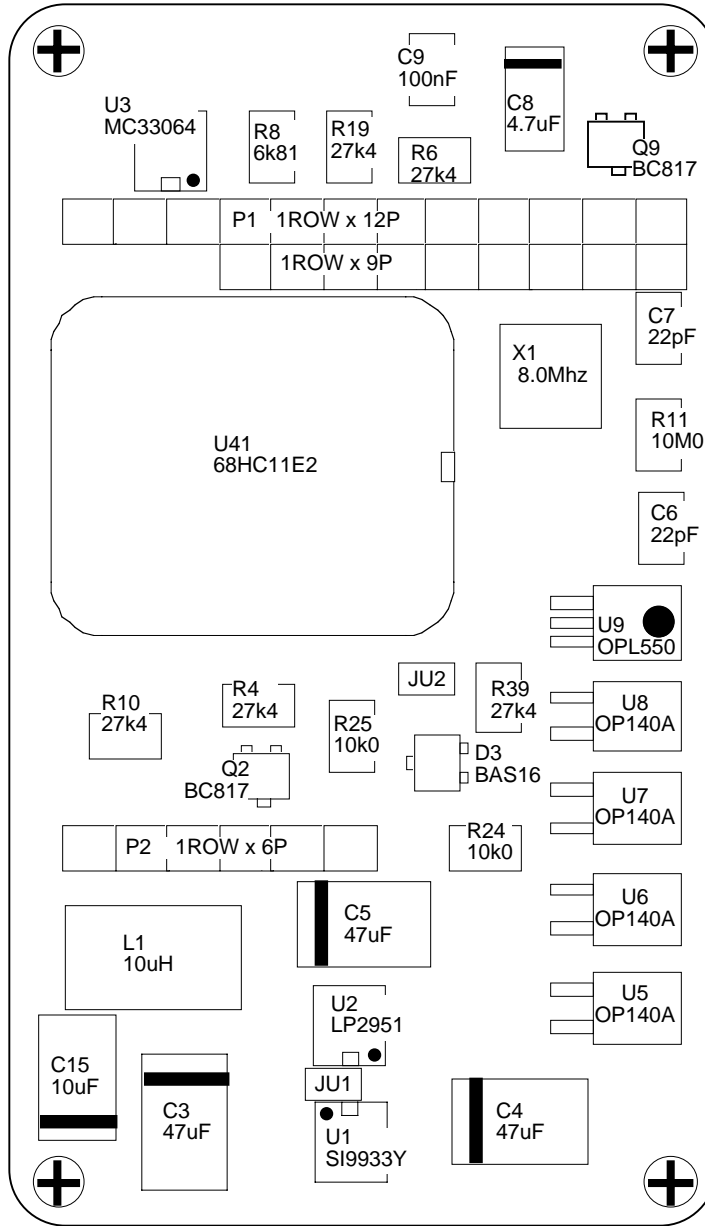 C9
100nF
C8
4.7uF
U3
MC33064
R8
6k81
R19
27k4
R6
27k4
Q9
BC817
P1 1ROW x 12P
1ROW x 9P
C7
22pF
X1
8.0Mhz
R11
10M0
U41
68HC11E2
C6
22pF
U9
OPL550
JU2
R39
27k4
U8
OP140A
R10
27k4
R4
27k4
R25
10k0
D3
BAS16
Q2
BC817
U7
OP140A
P2 1ROW x 6P
R24
10k0
U6
OP140A
C5
47uF
L1
10uH
U5
OP140A
U2
LP2951
C15
10uF
JU1
C3
47uF
C4
47uF
U1
SI9933Y